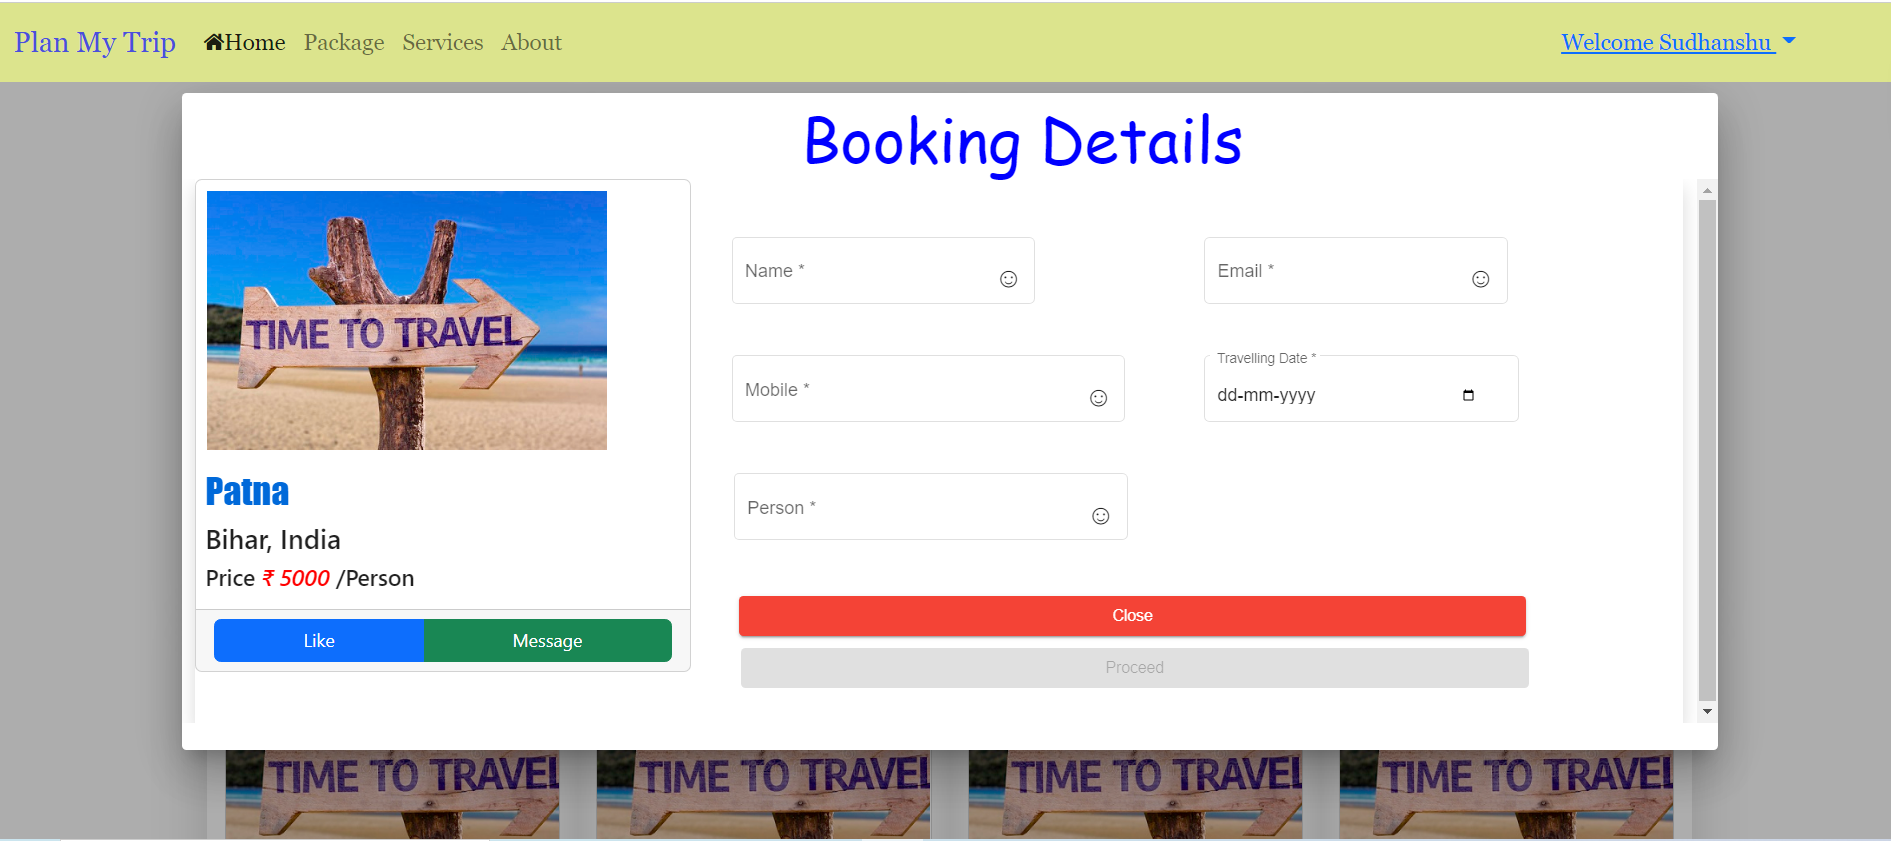 Plan My Trip Home Package Services About Welcome Sudhanshu
Booking Details
TIME TO TRAVEL
Name * Email *
Mobile * Travelling Date *
dd-mm-yyyy
Person *
Patna
Bihar, India
Price ₹ 5000 /Person
Like Message
Close
Proceed
TIME TO TRAVEL TIME TO TRAVEL TIME TO TRAVEL TIME TO TRAVEL